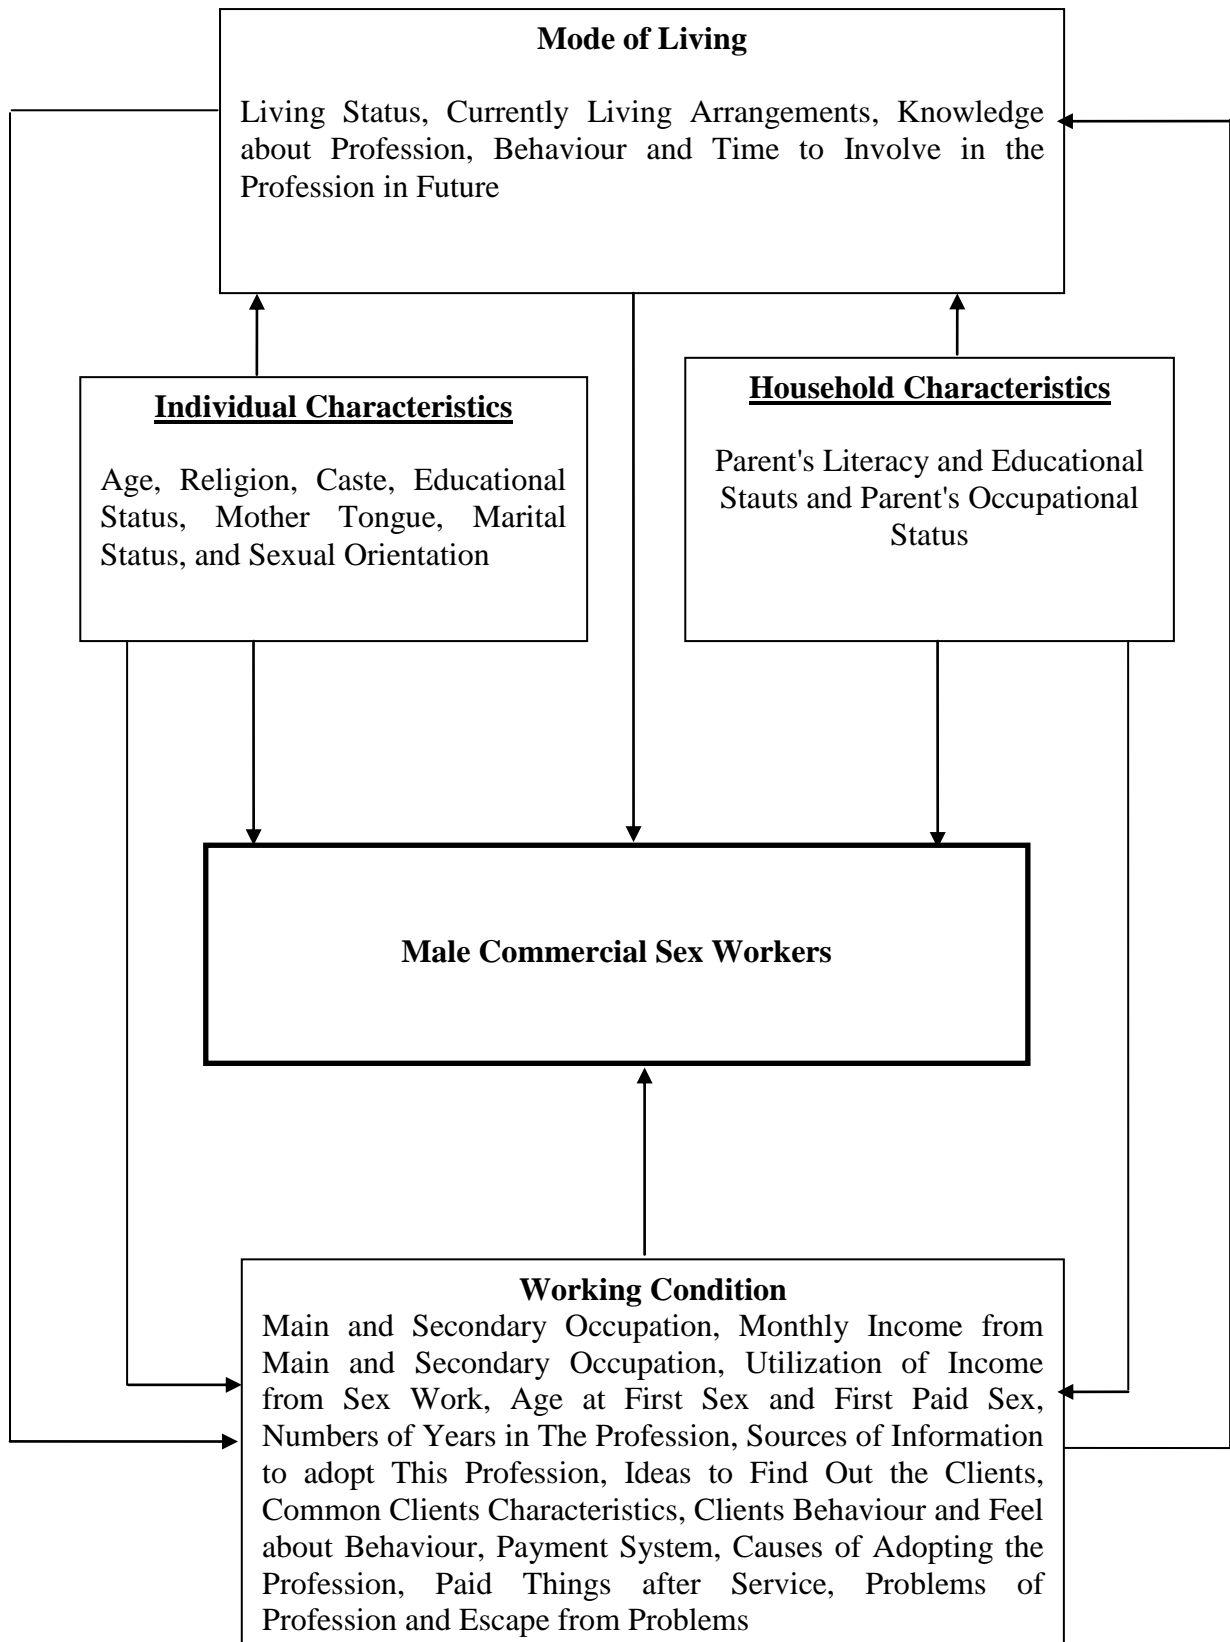 Mode of Living
Living Status, Currently Living Arrangements, Knowledge
about Profession, Behaviour and Time to Involve in the
Profession in Future
Individual Characteristics
Age, Religion, Caste, Educational
Status, Mother Tongue, Marital
Status, and Sexual Orientation
Household Characteristics
Parent's Literacy and Educational
Stauts and Parent's Occupational
Status
Male Commercial Sex Workers
Working Condition
Main and Secondary Occupation, Monthly Income from
Main and Secondary Occupation, Utilization of Income
from Sex Work, Age at First Sex and First Paid Sex,
Numbers of Years in The Profession, Sources of Information
to adopt This Profession, Ideas to Find Out the Clients,
Common Clients Characteristics, Clients Behaviour and Feel
about Behaviour, Payment System, Causes of Adopting the
Profession, Paid Things after Service, Problems of
Profession and Escape from Problems